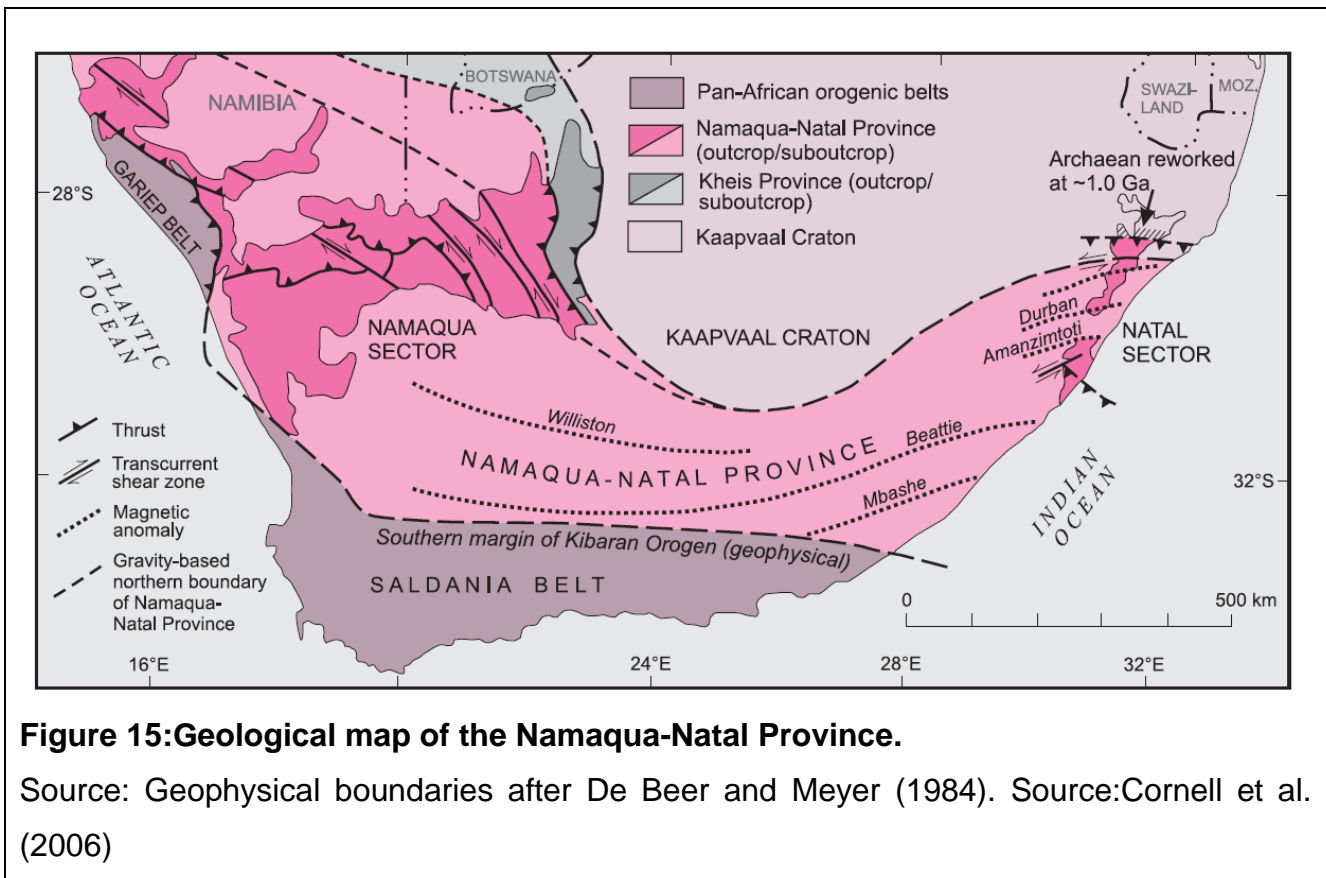 BOTSWANA
NAMIBIA
SWAZI-
LAND
MOZ.
Pan-African orogenic belts
Namaqua-Natal Province
(outcrop/suboutcrop)
Kheis Province (outcrop/
suboutcrop)
Kaapvaal Craton
Archaean reworked
at ~1.0 Ga
28°S
GARIEP BELT
ATLANTIC
OCEAN
NAMAQUA
SECTOR
KAAPVAAL CRATON
Durban
Amanzimtoti
NATAL
SECTOR
Williston
Beattie
NAMAQUA-NATAL PROVINCE
Mbashe
32°S
INDIAN
OCEAN
Thrust
Transcurrent
shear zone
Magnetic
anomaly
Gravity-based
northern boundary
of Namaqua-
Natal Province
Southern margin of Kibaran Orogen (geophysical)
SALDANIA BELT
0 500 km
16°E 24°E 28°E 32°E
Figure 15:Geological map of the Namaqua-Natal Province.
Source: Geophysical boundaries after De Beer and Meyer (1984). Source:Cornell et al.
(2006)